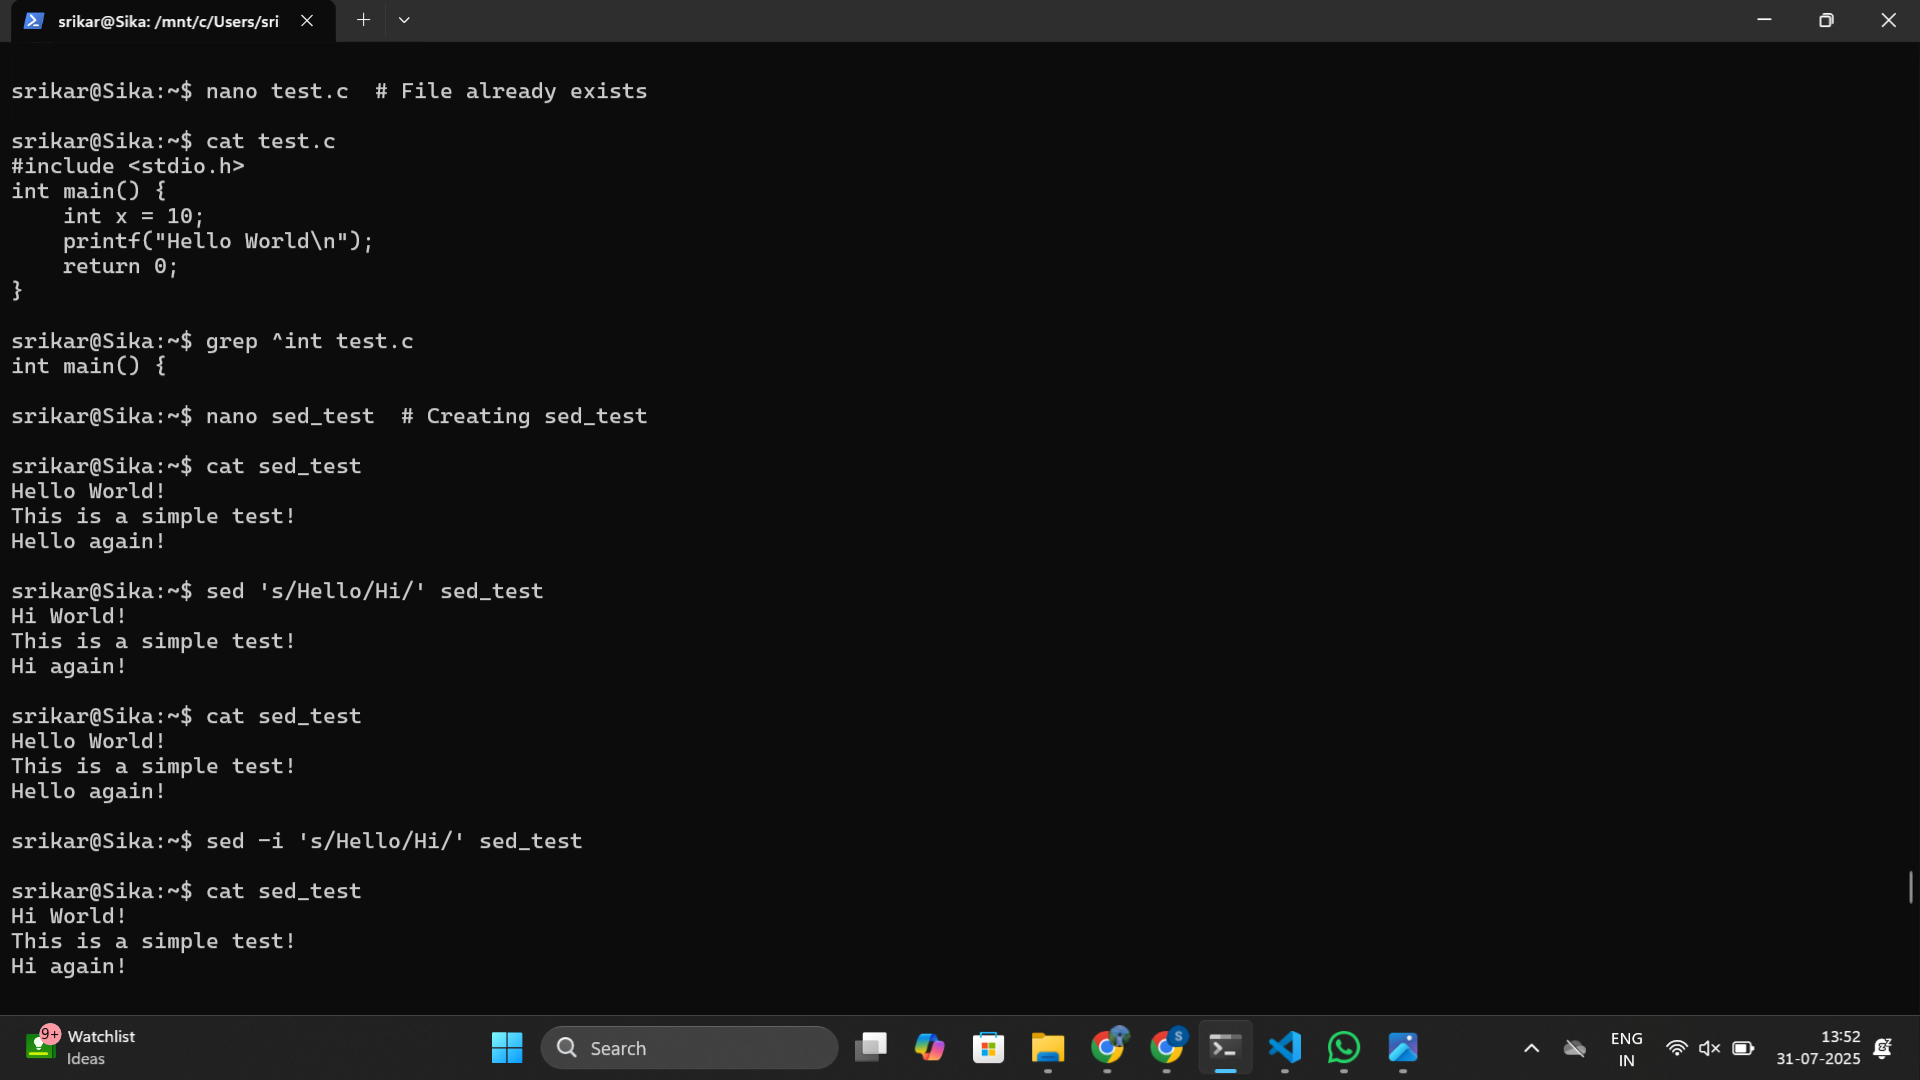 srikar@Sika: /mnt/c/Users/sri
srikar@Sika:~$ nano test.c  # File already exists
srikar@Sika:~$ cat test.c
#include <stdio.h>
int main() {
    int x = 10;
    printf("Hello World\n");
    return 0;
}
srikar@Sika:~$ grep ^int test.c
int main() {
srikar@Sika:~$ nano sed_test  # Creating sed_test
srikar@Sika:~$ cat sed_test
Hello World!
This is a simple test!
Hello again!
srikar@Sika:~$ sed 's/Hello/Hi/' sed_test
Hi World!
This is a simple test!
Hi again!
srikar@Sika:~$ cat sed_test
Hello World!
This is a simple test!
Hello again!
srikar@Sika:~$ sed -i 's/Hello/Hi/' sed_test
srikar@Sika:~$ cat sed_test
Hi World!
This is a simple test!
Hi again!
9+
Watchlist
Ideas
Search
S
ENG
IN
13:52
31-07-2025